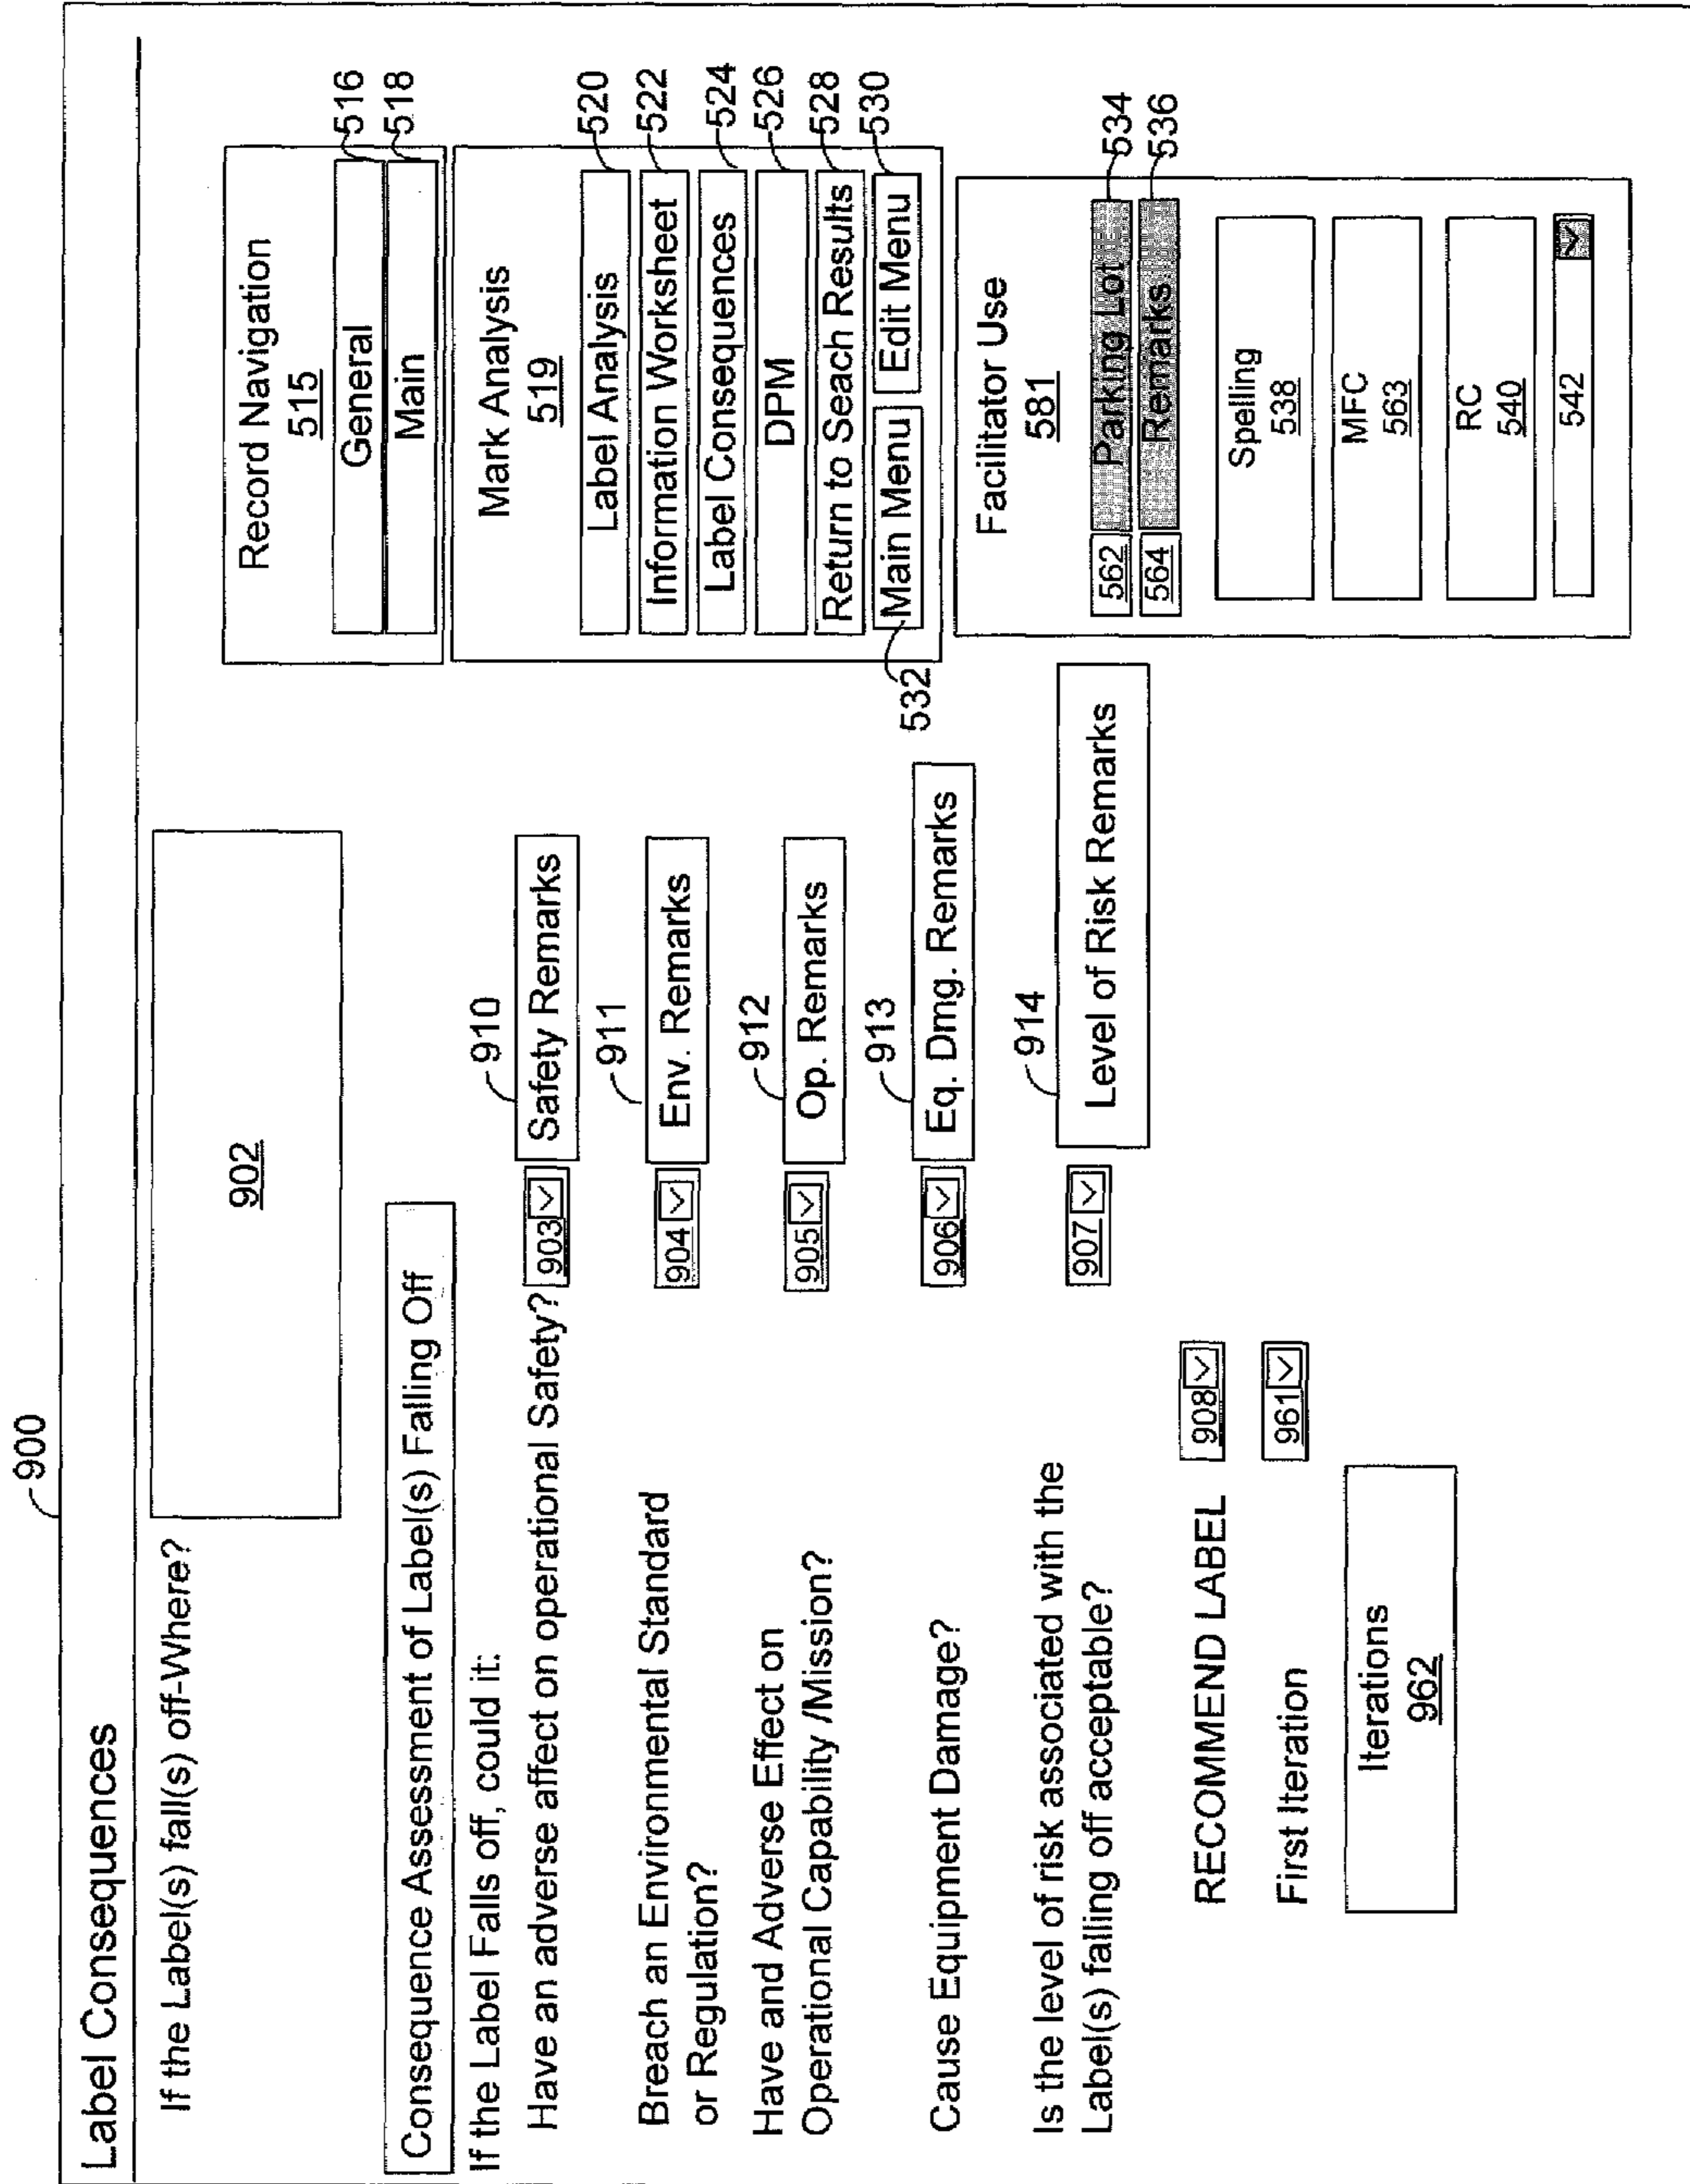 900
Label Consequences
If the Label(s) fall(s) off-Where?
902
Consequence Assessment of Label(s) Falling Off
If the Label Falls off, could it:
Have an adverse affect on operational Safety?
903
910
Safety Remarks
Breach an Environmental Standard
or Regulation?
904
911
Env. Remarks
Have and Adverse Effect on
Operational Capability /Mission?
905
912
Op. Remarks
Cause Equipment Damage?
906
913
Eq. Dmg. Remarks
Is the level of risk associated with the
Label(s) falling off acceptable?
907
914
Level of Risk Remarks
RECOMMEND LABEL
908
First Iteration
961
Iterations
962
Record Navigation
515
General
516
Main
518
Mark Analysis
519
Label Analysis
520
Information Worksheet
522
Label Consequences
524
DPM
526
Return to Seach Results
528
Main Menu
532
Edit Menu
530
Facilitator Use
581
562
Parking Lot
534
564
Remarks
536
Spelling
538
MFC
563
RC
540
542